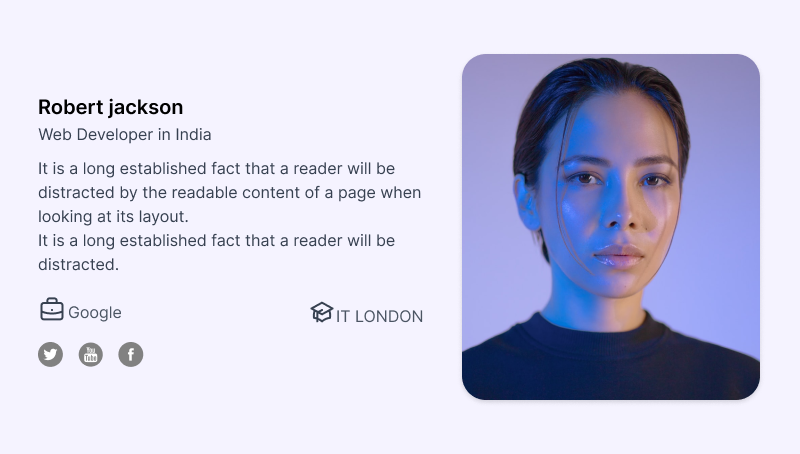 Robert jackson
Web Developer in India
It is a long established fact that a reader will be
distracted by the readable content of a page when
looking at its layout.
It is a long established fact that a reader will be
distracted.
Google
IT LONDON
You
Tube